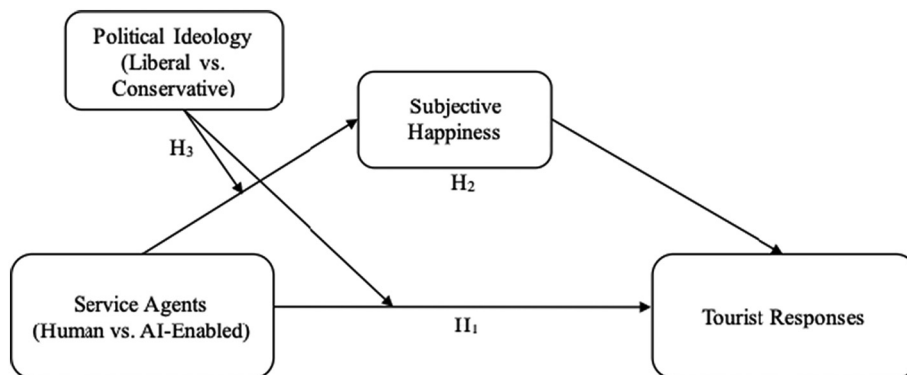 Political Ideology
(Liberal vs.
Conservative)
Subjective
Happiness
H₃
H₂
Service Agents
(Human vs. AI-Enabled)
H₁
Tourist Responses